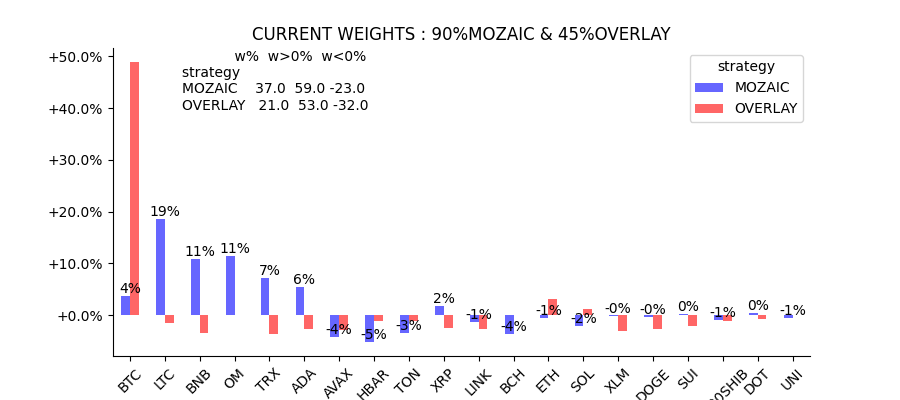 CURRENT WEIGHTS : 90%MOZAIC & 45%OVERLAY
w% w>0% w<0%
strategy
MOZAIC 37.0 59.0 -23.0
OVERLAY 21.0 53.0 -32.0
strategy
MOZAIC
OVERLAY
+50.0%
+40.0%
+30.0%
+20.0%
+10.0%
+0.0%
4% 19% 11% 11% 7% 6% -4% -5% -3% 2% -1% -4% -1% -2% -0% -0% 0% -1% 0% -1%
BTC LTC BNB OM TRX ADA AVAX HBAR TON XRP LINK BCH ETH SOL XLM DOGE SUI DOT UNI